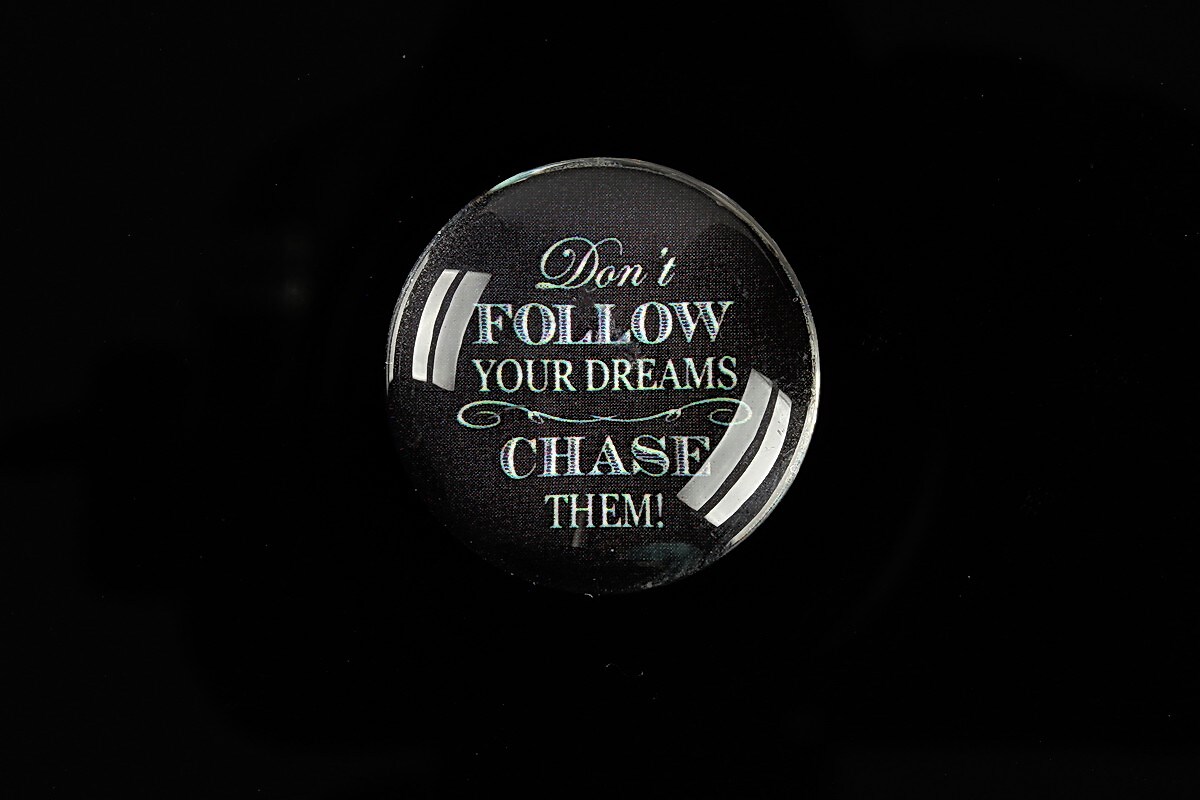 Don't
FOLLOW
YOUR DREAMS
CHASE
THEM!